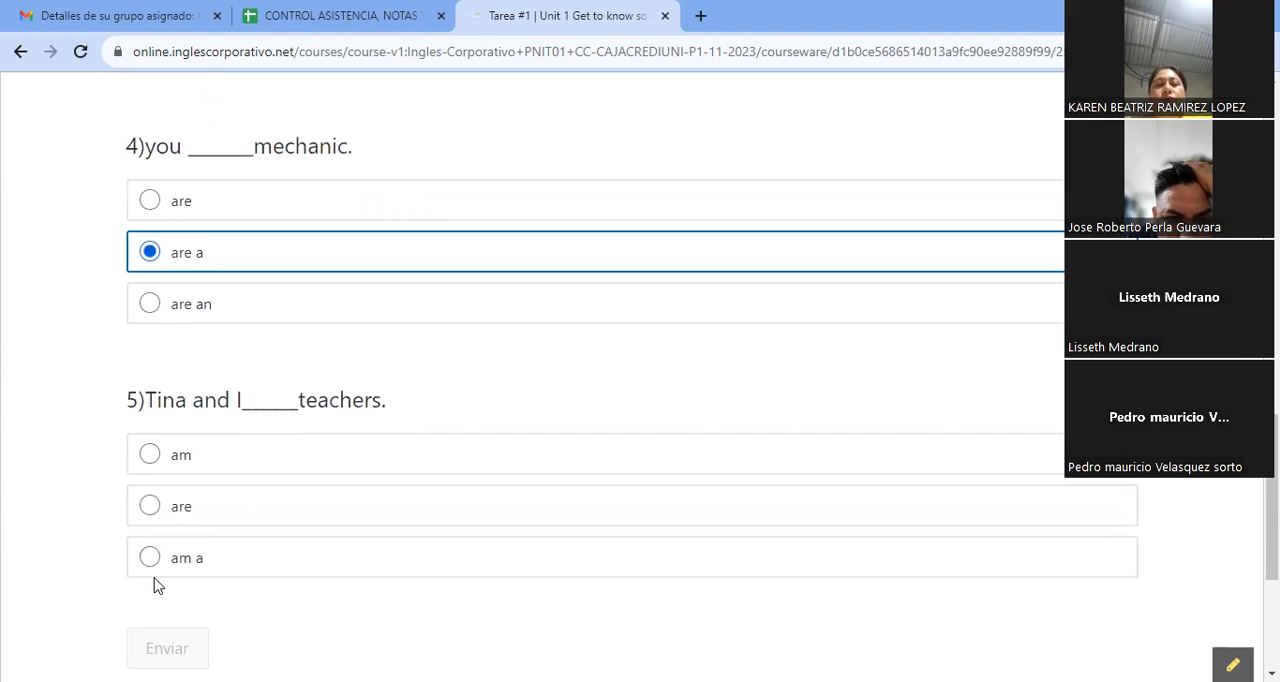 Detalles de su grupo asignado:
CONTROL ASISTENCIA, NOTAS
Tarea #1 | Unit 1 Get to know
online.inglescorporativo.net/courses/course-v1:Ingles-Corporativo+PNIT01+CC-CAJACREDIUNI-P1-11-2023/courseware/d1b0ce5686514013a9fc90ee92889f99/2
KAREN BEATRIZ RAMIREZ LOPEZ
4)you ______mechanic.
are
are a
are an
Jose Roberto Perla Guevara
Lisseth Medrano
Lisseth Medrano
5)Tina and I_____teachers.
am
are
am a
Pedro mauricio V...
Pedro mauricio Velasquez sorto
Enviar